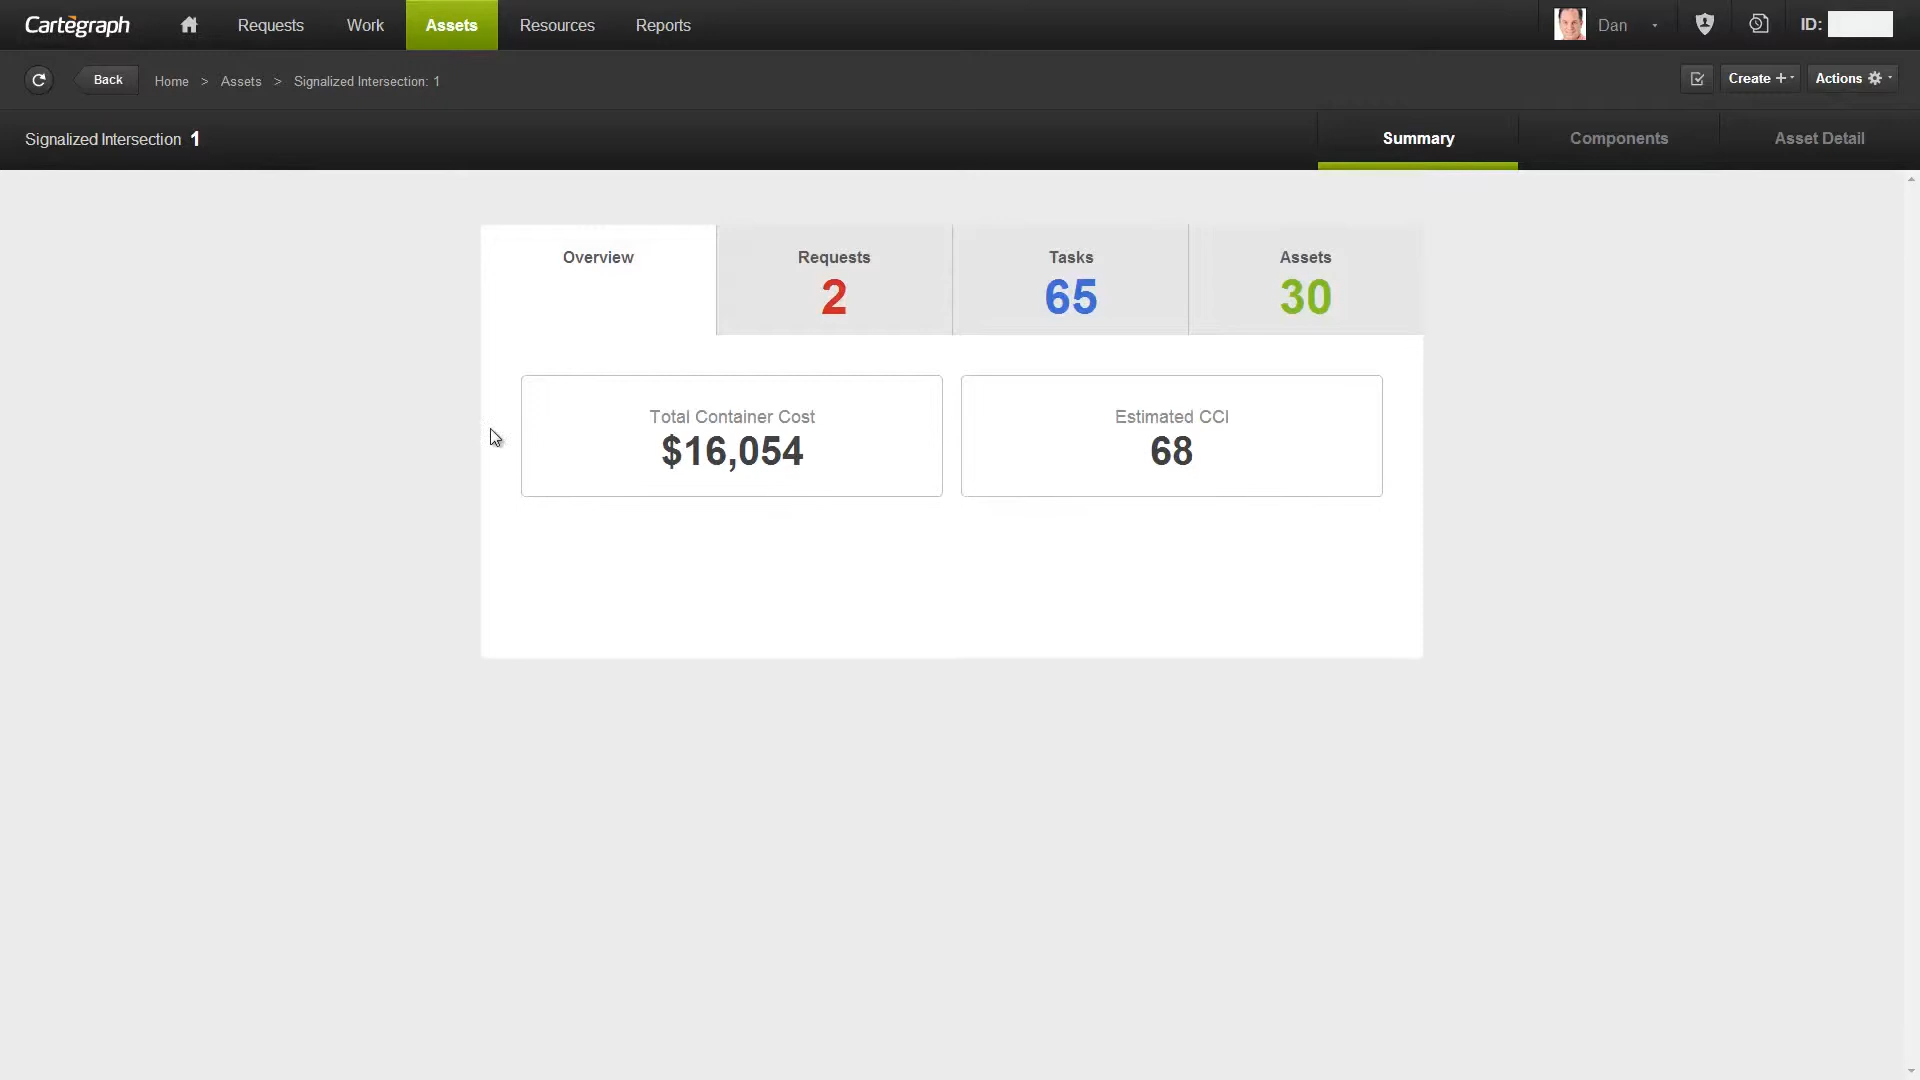 Cartëgraph
Requests
Work
Assets
Resources
Reports
Dan
ID:
Back
Home > Assets > Signalized Intersection: 1
Create +
Actions
Signalized Intersection 1
Summary
Components
Asset Detail
Overview
Requests
2
Tasks
65
Assets
30
Total Container Cost
$16,054
Estimated CCI
68